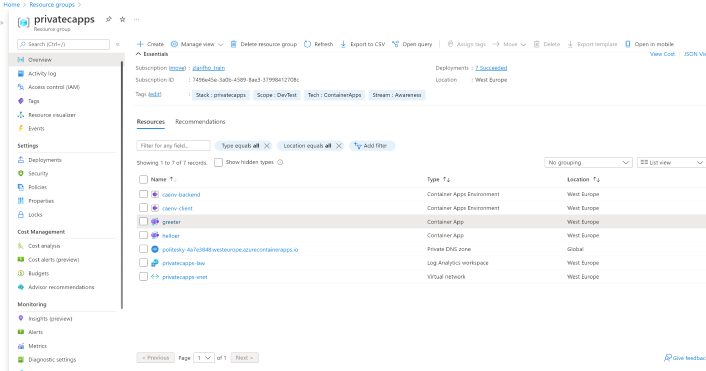 Home > Resource groups >
privatecapps
Resource group
Search (Ctrl+/)
Overview
Activity log
Access control (IAM)
Tags
Resource visualizer
Events
Settings
Deployments
Security
Policies
Properties
Locks
Cost Management
Cost analysis
Cost alerts (preview)
Budgets
Advisor recommendations
Monitoring
Insights (preview)
Alerts
Metrics
Diagnostic settings
Create Manage view Delete resource group Refresh Export to CSV Open query Assign tags Move Delete Export template Open in mobile
Essentials View Cost JSON Vie
Subscription (move) : Deployments : 7 Succeeded
Subscription ID : 7496e45e-3a0b-4589-8ae3-37998412708c Location : West Europe
Tags (edit) : Stack : privatecapps Scope : DevTest Tech : ContainerApps Stream : Awareness
Resources Recommendations
Filter for any field... Type equals all Location equals all Add filter
Showing 1 to 7 of 7 records. Show hidden types No grouping List view
Name Type Location
caenv-backend Container Apps Environment West Europe
caenv-client Container Apps Environment West Europe
greeter Container App West Europe
helloer Container App West Europe
politesky-4a7e3848.westeurope.azurecontainerapps.io Private DNS zone Global
privatecapps-law Log Analytics workspace West Europe
privatecapps-vnet Virtual network West Europe
< Previous Page 1 of 1 Next >
Give feedbac